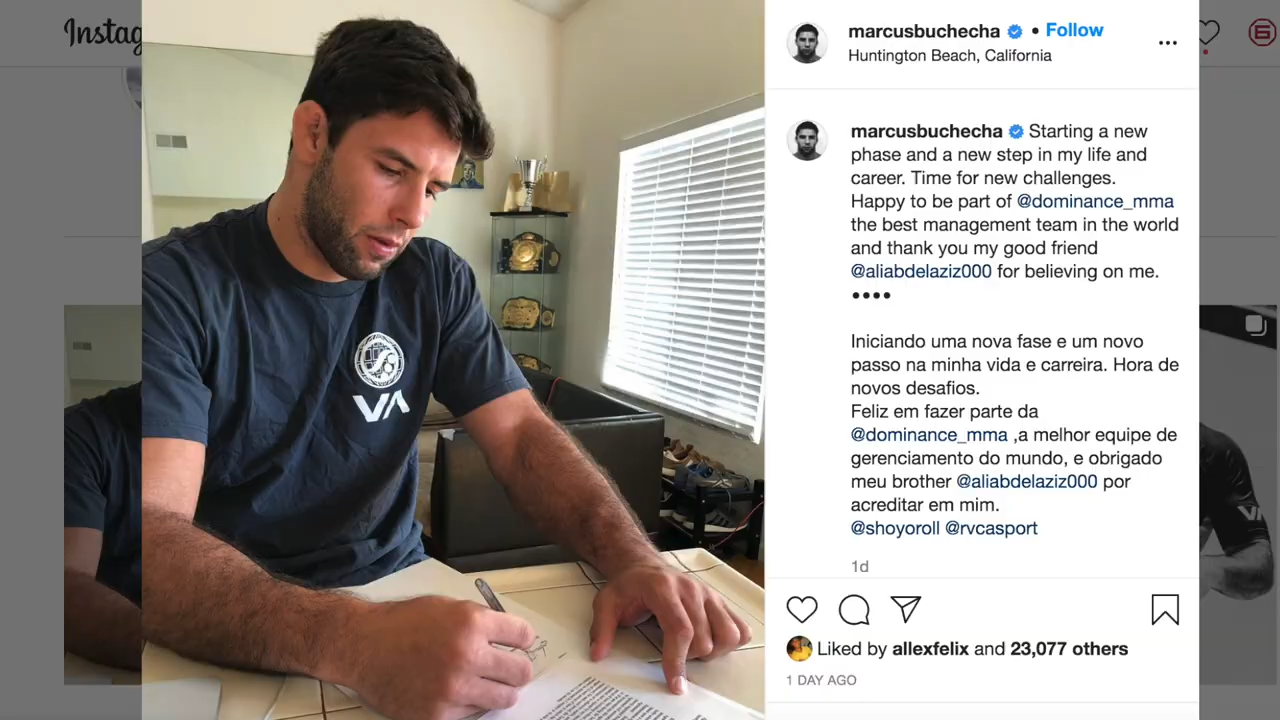 Instag
marcusbuchecha • Follow
Huntington Beach, California
marcusbuchecha Starting a new
phase and a new step in my life and
career. Time for new challenges.
Happy to be part of @dominance_mma
the best management team in the world
and thank you my good friend
@aliabdelaziz000 for believing on me.
••••
Iniciando uma nova fase e um novo
passo na minha vida e carreira. Hora de
novos desafios.
Feliz em fazer parte da
@dominance_mma ,a melhor equipe de
gerenciamento do mundo, e obrigado
meu brother @aliabdelaziz000 por
acreditar em mim.
@shoyoroll @rvcasport
1d
Liked by allexfelix and 23,077 others
1 DAY AGO
VA